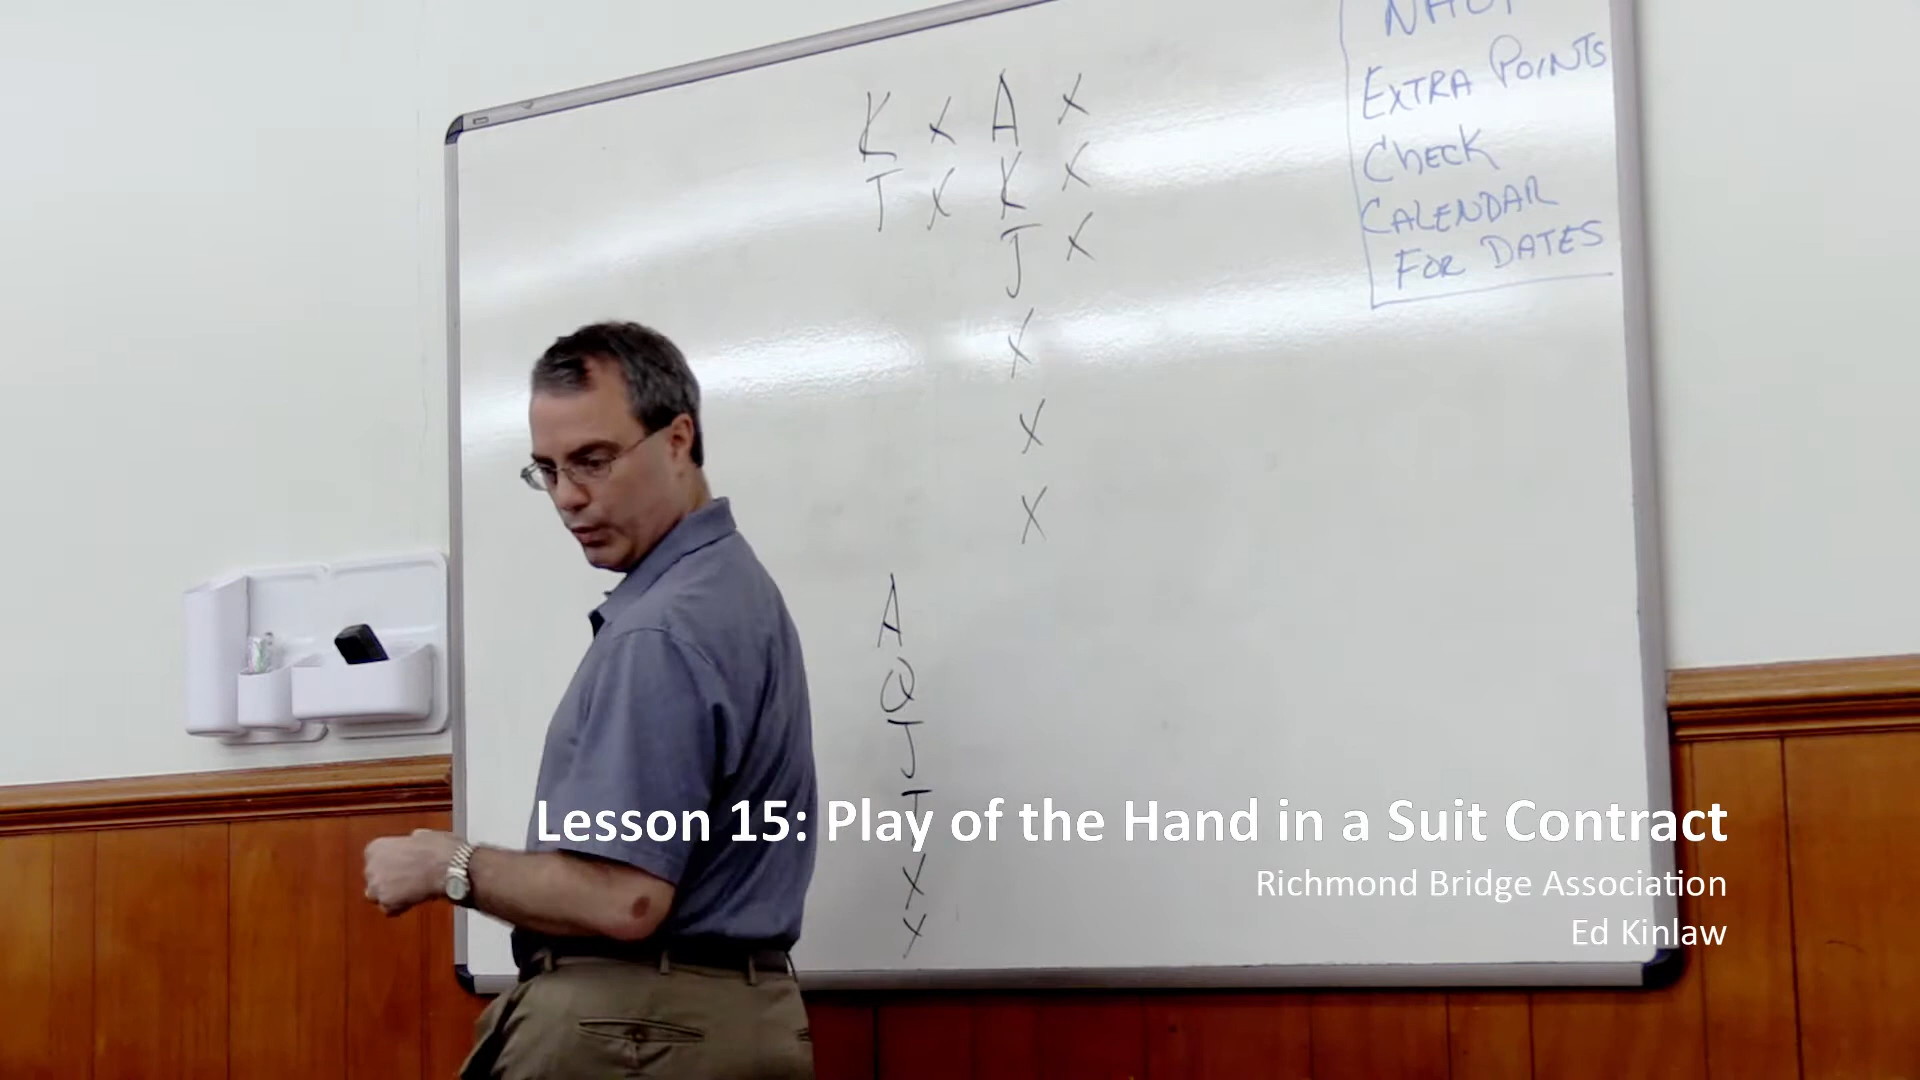 K x A x
T x K x
J x
x
x
x
A
Q
J
x
x
EXTRA POINTS
CHECK
CALENDAR
FOR DATES
Lesson 15: Play of the Hand in a Suit Contract
Richmond Bridge Association
Ed Kinlaw